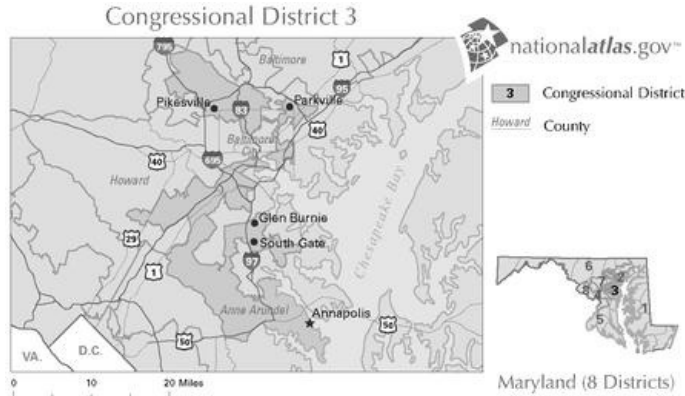 Congressional District 3
nationalatlas.gov™
3 Congressional District
Howard County
795
Baltimore
1
95
Pikesville
83
Parkville
Baltimore
40
695
40
Howard
Glen Burnie
South Gate
29
97
1
Chesapeake Bay
Anne Arundel
Annapolis
50
50
VA.
D.C.
0 10 20 Miles
6
2
8
3
1
5
Maryland (8 Districts)